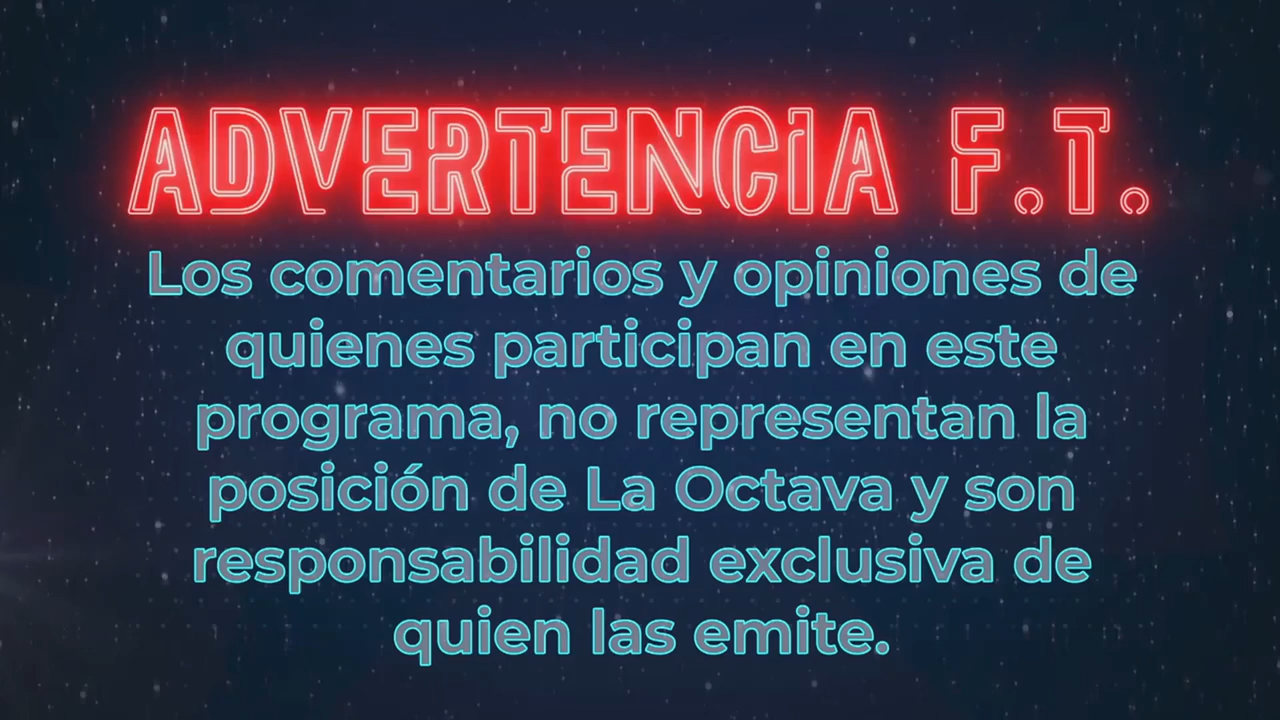 ADVERTENCIA F.T.
Los comentarios y opiniones de
quienes participan en este
programa, no representan la
posición de La Octava y son
responsabilidad exclusiva de
quien las emite.